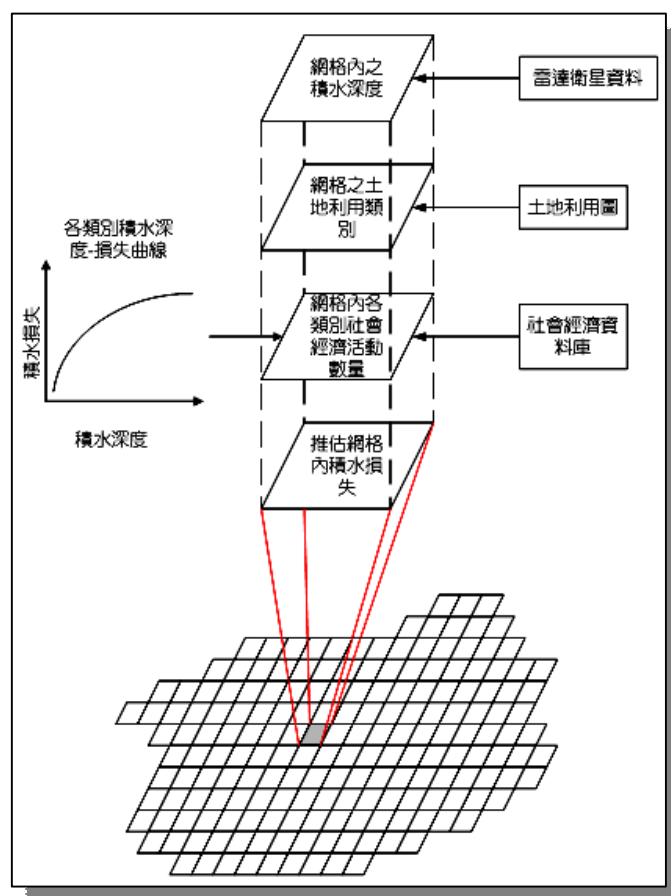 網格內之
積水深度
雷達衛星資料
網格之土
地利用類
別
土地利用圖
各類別積水深
度-損失曲線
積水損失
積水深度
網格內各
類別社會
經濟活動
數量
社會經濟資
料庫
推估網格
內積水損
失